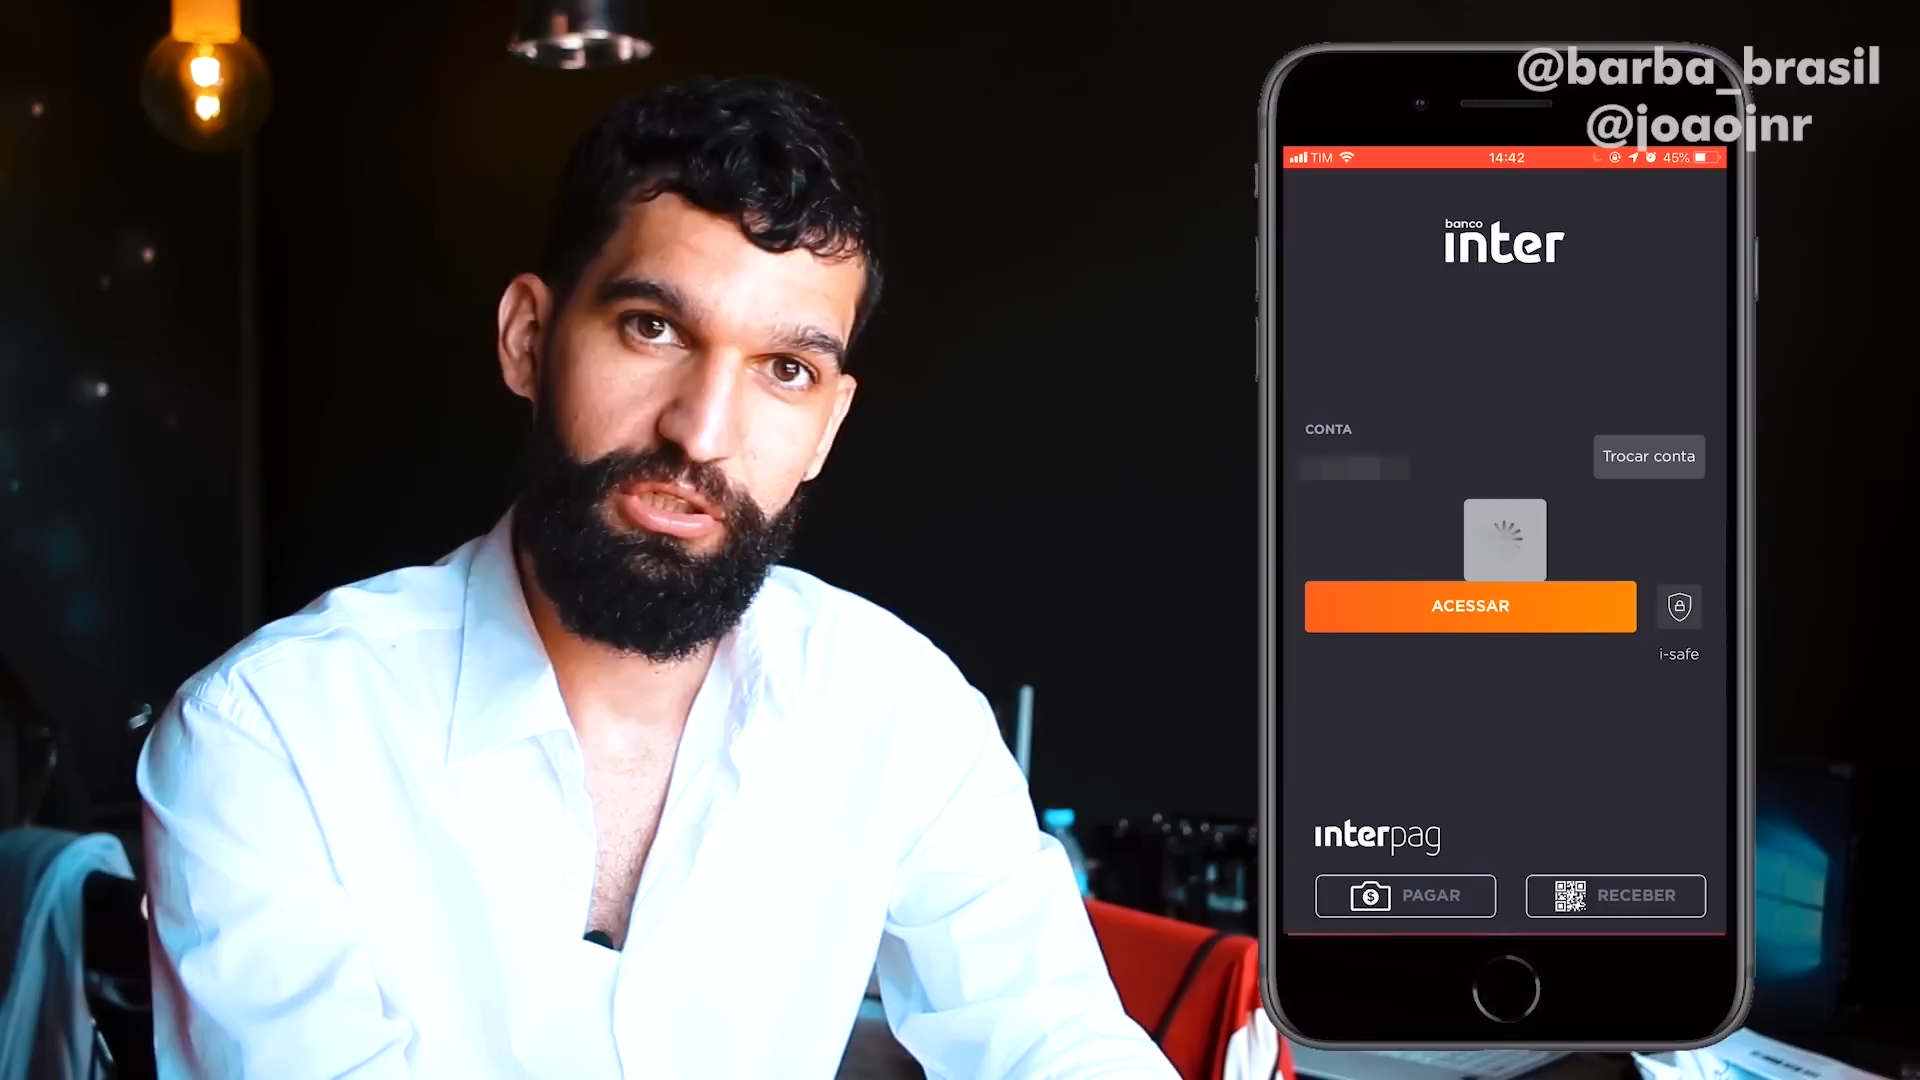 @barba_brasil
@joaojnr
TIM 14:42 45%
banco
inter
CONTA
Trocar conta
ACESSAR
i-safe
interpag
PAGAR RECEBER